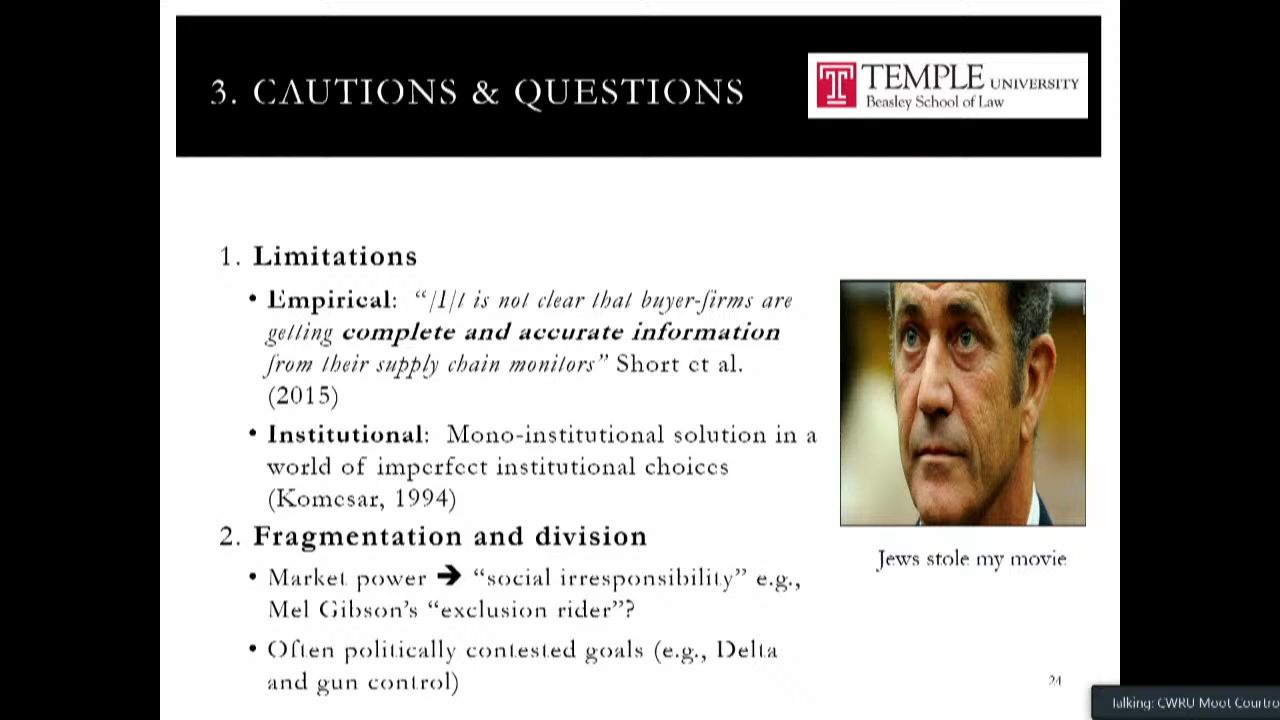 3. CAUTIONS & QUESTIONS
TEMPLE UNIVERSITY
Beasley School of Law
1. Limitations
• Empirical: “[I]t is not clear that buyer-firms are
getting complete and accurate information
from their supply chain monitors” Short et al.
(2015)
• Institutional: Mono-institutional solution in a
world of imperfect institutional choices
(Komesar, 1994)
2. Fragmentation and division
• Market power ➔ “social irresponsibility” e.g.,
Mel Gibson’s “exclusion rider”?
• Often politically contested goals (e.g., Delta
and gun control)
Jews stole my movie
24
Talking: CWRU Moot Courtro